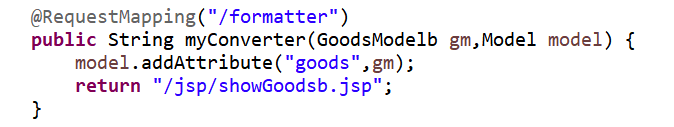 @RequestMapping("/formatter")
public String myConverter(GoodsModelb gm,Model model) {
    model.addAttribute("goods",gm);
    return "/jsp/showGoodsb.jsp";
}